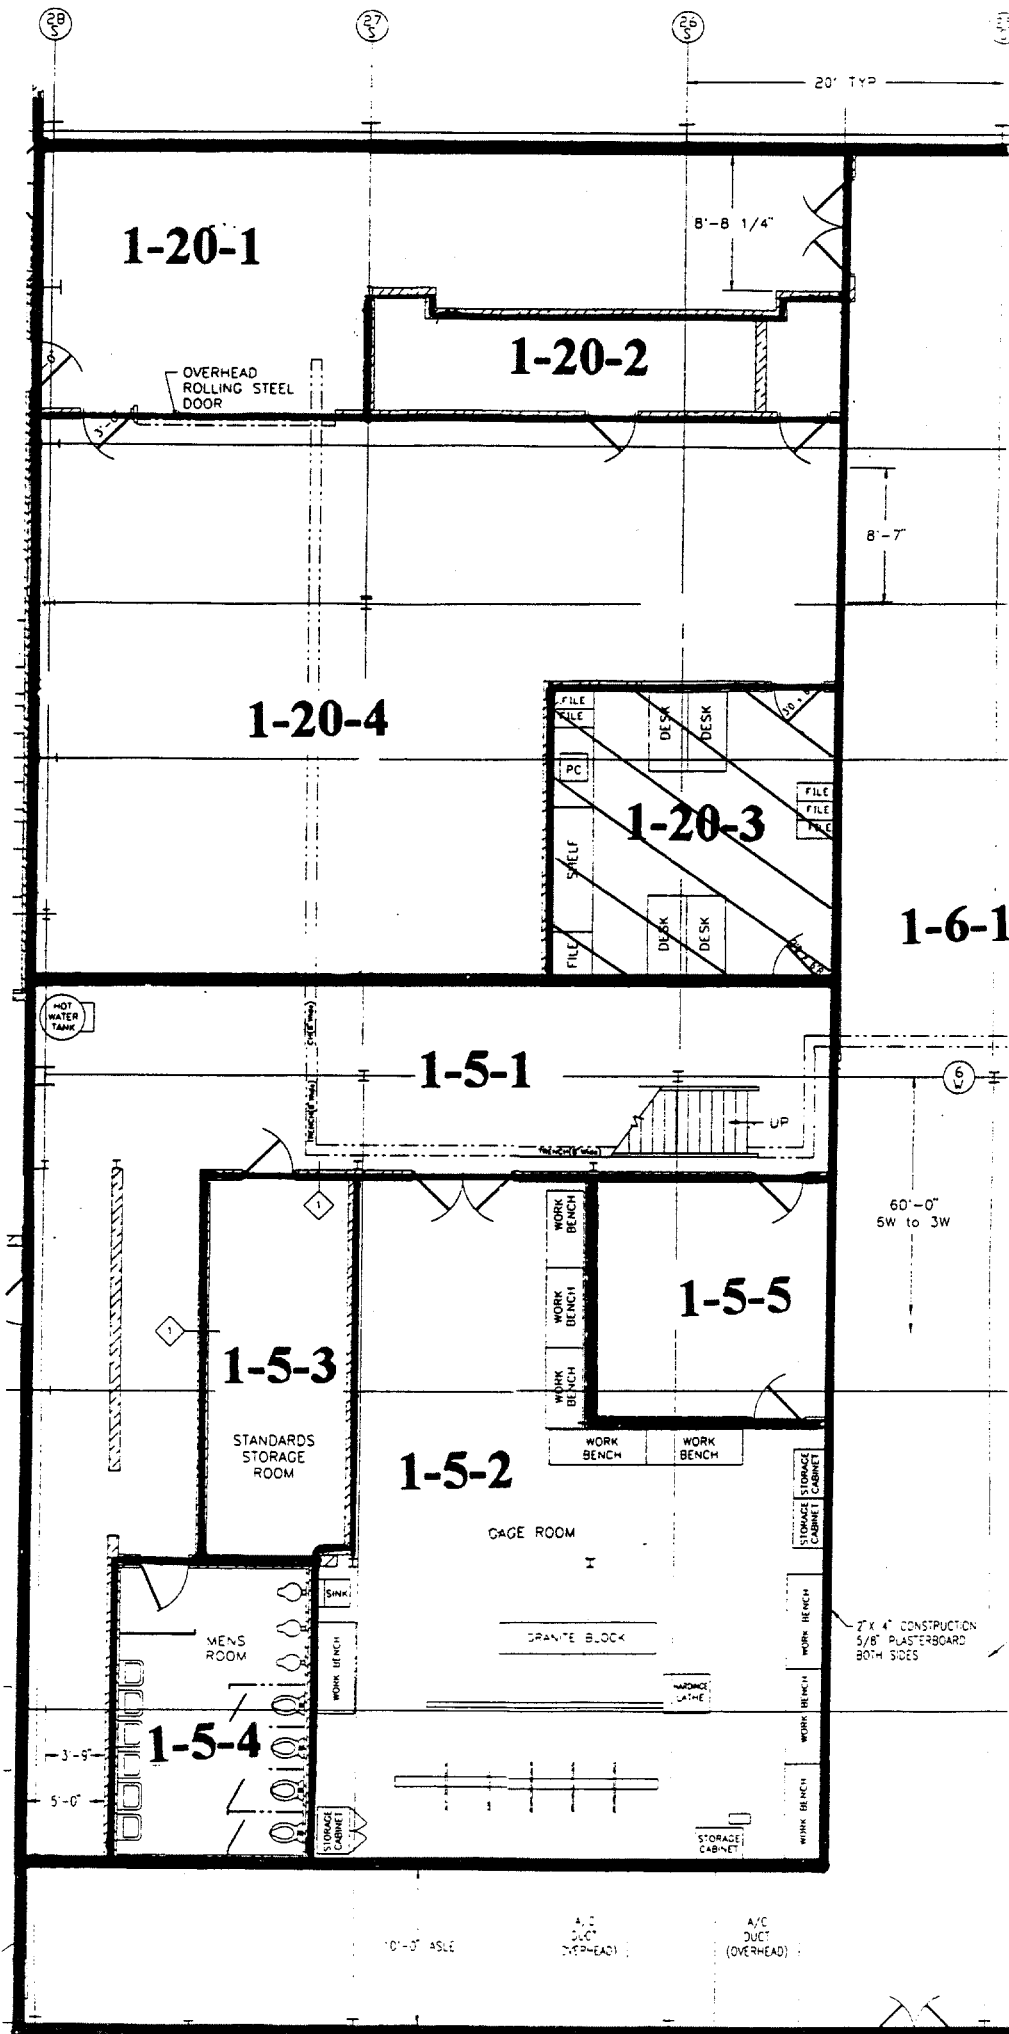 28
S
27
S
26
S
20' TYP
8'-8 1/4"
1-20-1
1-20-2
OVERHEAD
ROLLING STEEL
DOOR
8'-7"
1-20-4
FILE
FILE
DESK
DESK
PC
FILE
FILE
FILE
1-20-3
SHELF
FILE
DESK
DESK
1-6-1
HOT
WATER
TANK
1-5-1
6
W
UP
60'-0"
5W to 3W
1
WORK
BENCH
WORK
BENCH
WORK
BENCH
1-5-5
1
1-5-3
STANDARDS
STORAGE
ROOM
WORK
BENCH
WORK
BENCH
1-5-2
STORAGE
CABINET
STORAGE
CABINET
GAGE ROOM
SINK
WORK BENCH
MENS
ROOM
GRANITE BLOCK
WORK BENCH
2"X 4" CONSTRUCTION
5/8" PLASTERBOARD
BOTH SIDES
HARDINGE
LATHE
WORK BENCH
1-5-4
3'-9"
5'-0"
WORK BENCH
STORAGE
CABINET
STORAGE
CABINET
10'-0" ASLE
A/C
DUCT
(OVERHEAD)
A/C
DUCT
(OVERHEAD)